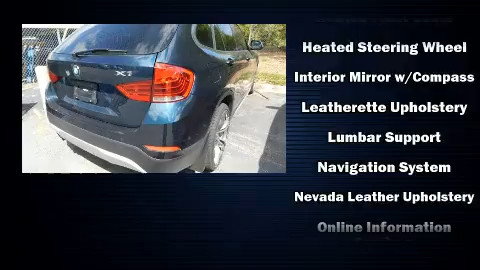 X1
Heated Steering Wheel
Interior Mirror w/Compass
Leatherette Upholstery
Lumbar Support
Navigation System
Nevada Leather Upholstery
Online Information